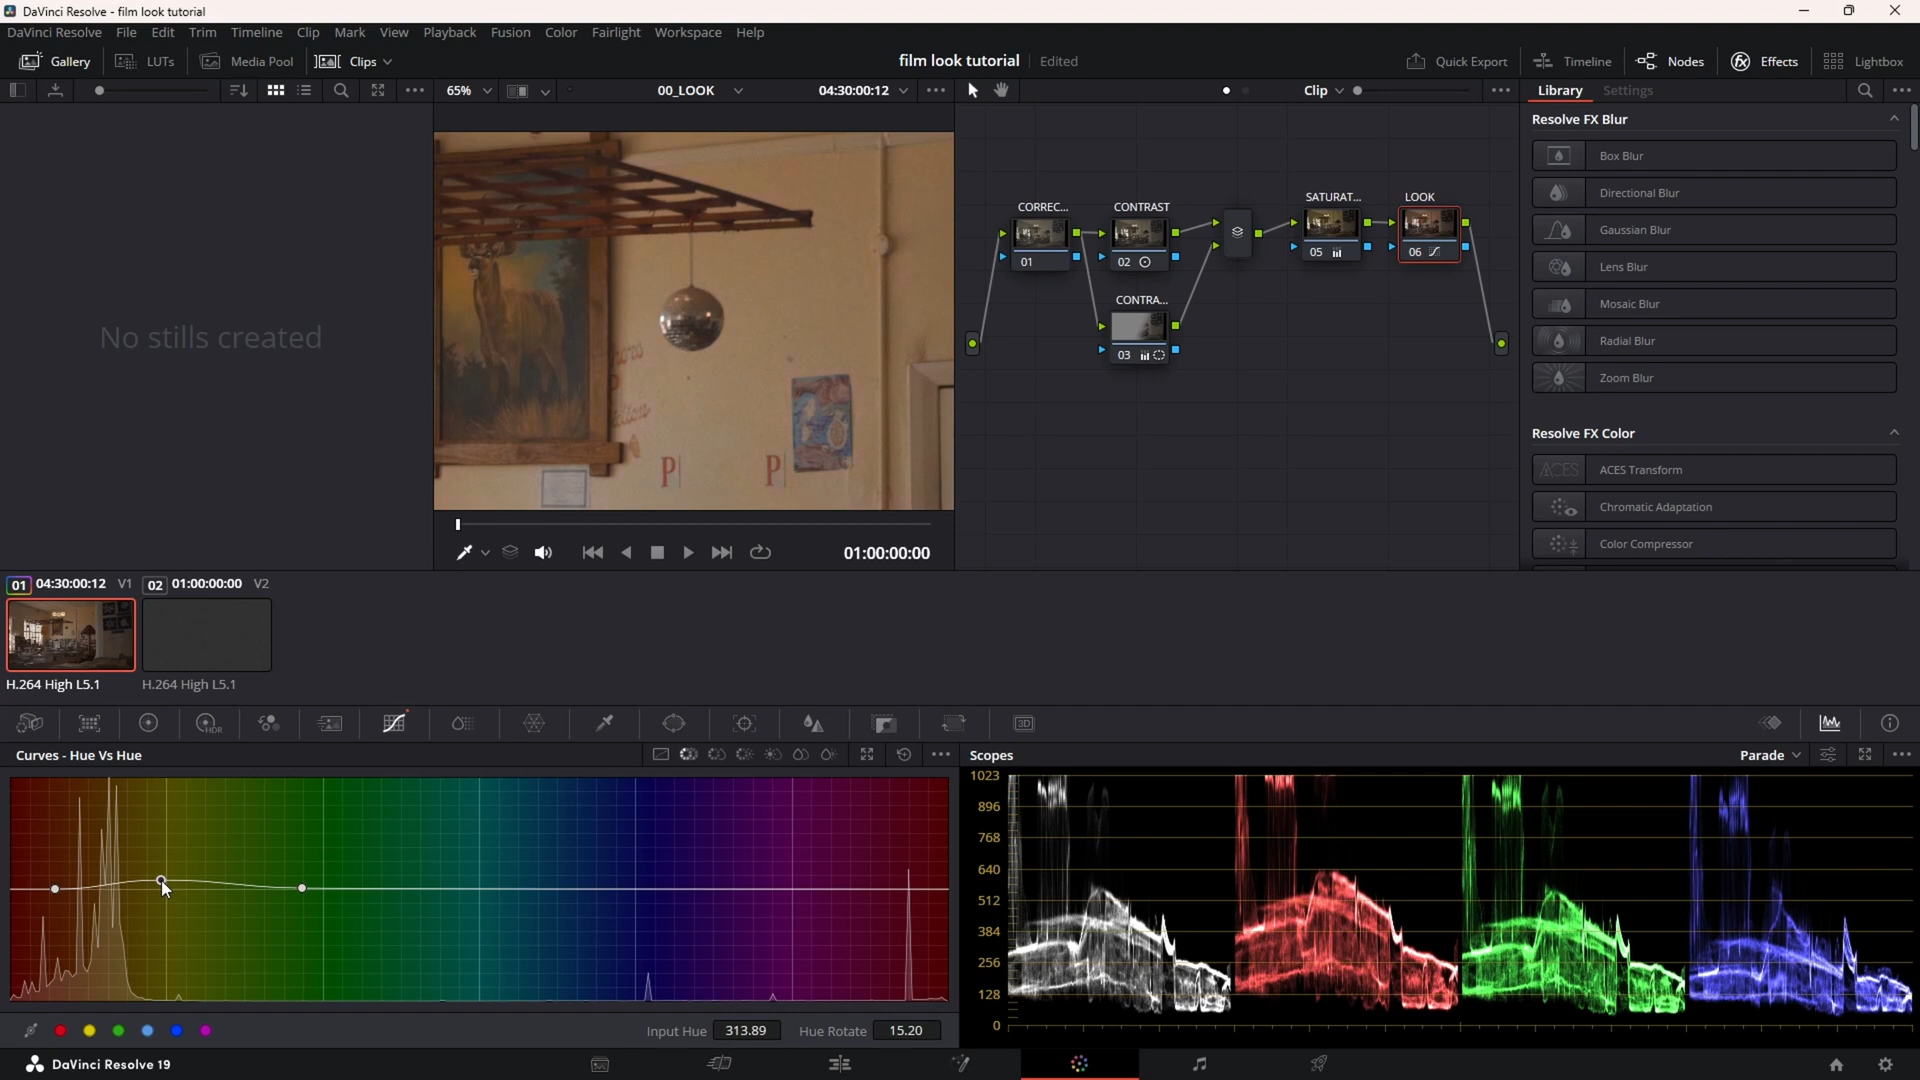 DaVinci Resolve - film look tutorial
DaVinci Resolve File Edit Trim Timeline Clip Mark View Playback Fusion Color Fairlight Workspace Help
Gallery LUTs Media Pool Clips film look tutorial Edited Quick Export Timeline Nodes Effects Lightbox
65% 00_LOOK 04:30:00:12 Clip Library Settings
Resolve FX Blur
Box Blur
Directional Blur
Gaussian Blur
Lens Blur
Mosaic Blur
Radial Blur
Zoom Blur
Resolve FX Color
ACES ACES Transform
Chromatic Adaptation
Color Compressor
No stills created
P P
CORREC... CONTRAST SATURAT... LOOK
01 02 05 06
CONTRA...
03
01:00:00:00
01 04:30:00:12 V1 02 01:00:00:00 V2
H.264 High L5.1 H.264 High L5.1
HDR 3D
Curves - Hue Vs Hue
Input Hue 313.89 Hue Rotate 15.20
Scopes Parade
1023
896
768
640
512
384
256
128
0
DaVinci Resolve 19